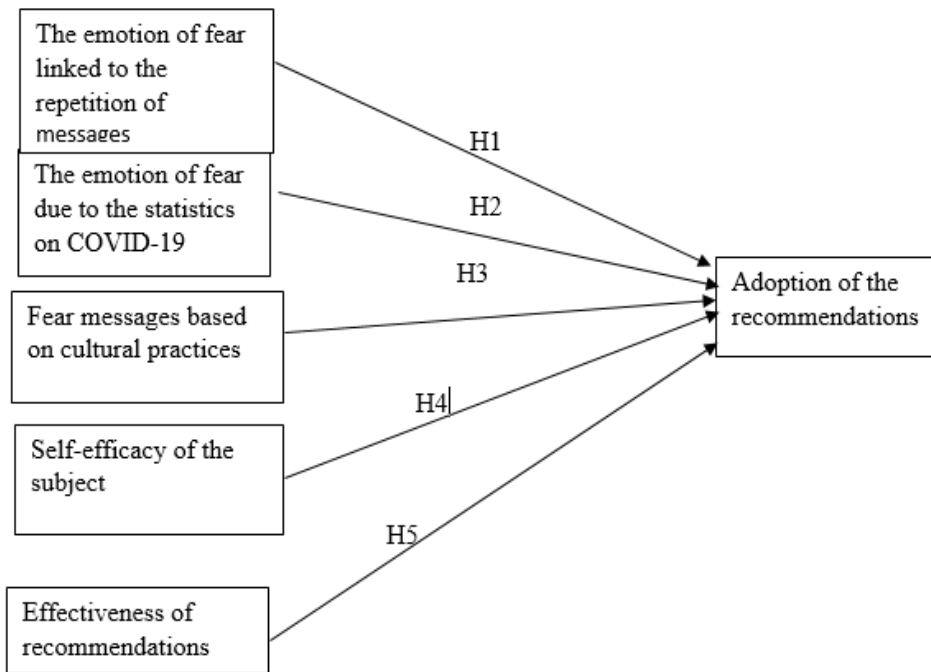 The emotion of fear
linked to the
repetition of
messages
H1
The emotion of fear
due to the statistics
on COVID-19
H2
H3
Fear messages based
on cultural practices
Adoption of the
recommendations
H4
Self-efficacy of the
subject
H5
Effectiveness of
recommendations